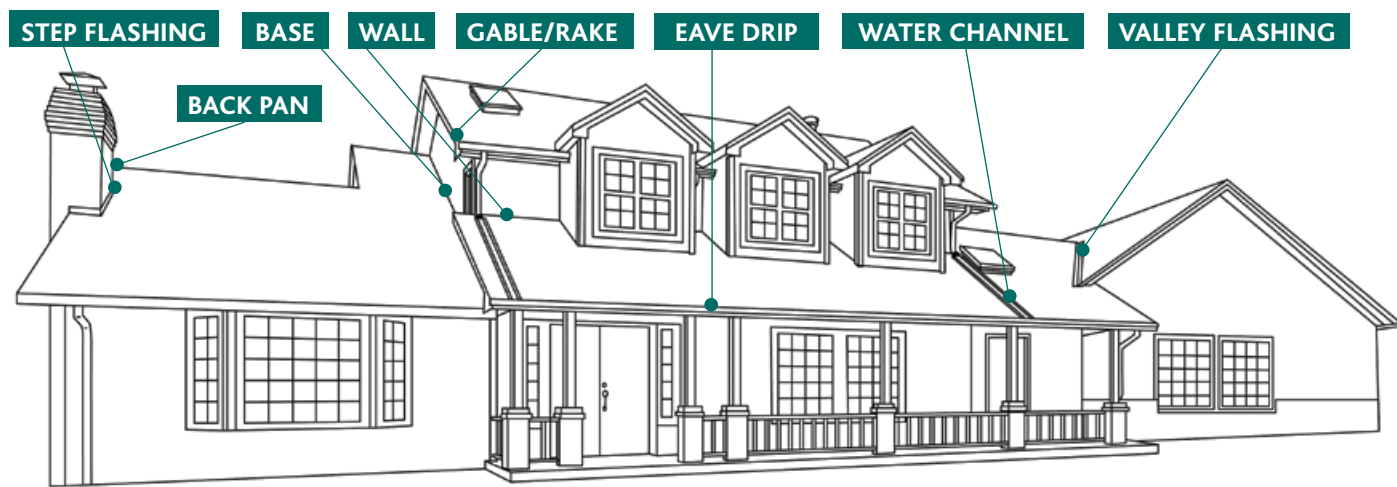 STEP FLASHING
BASE
WALL
GABLE/RAKE
EAVE DRIP
WATER CHANNEL
VALLEY FLASHING
BACK PAN